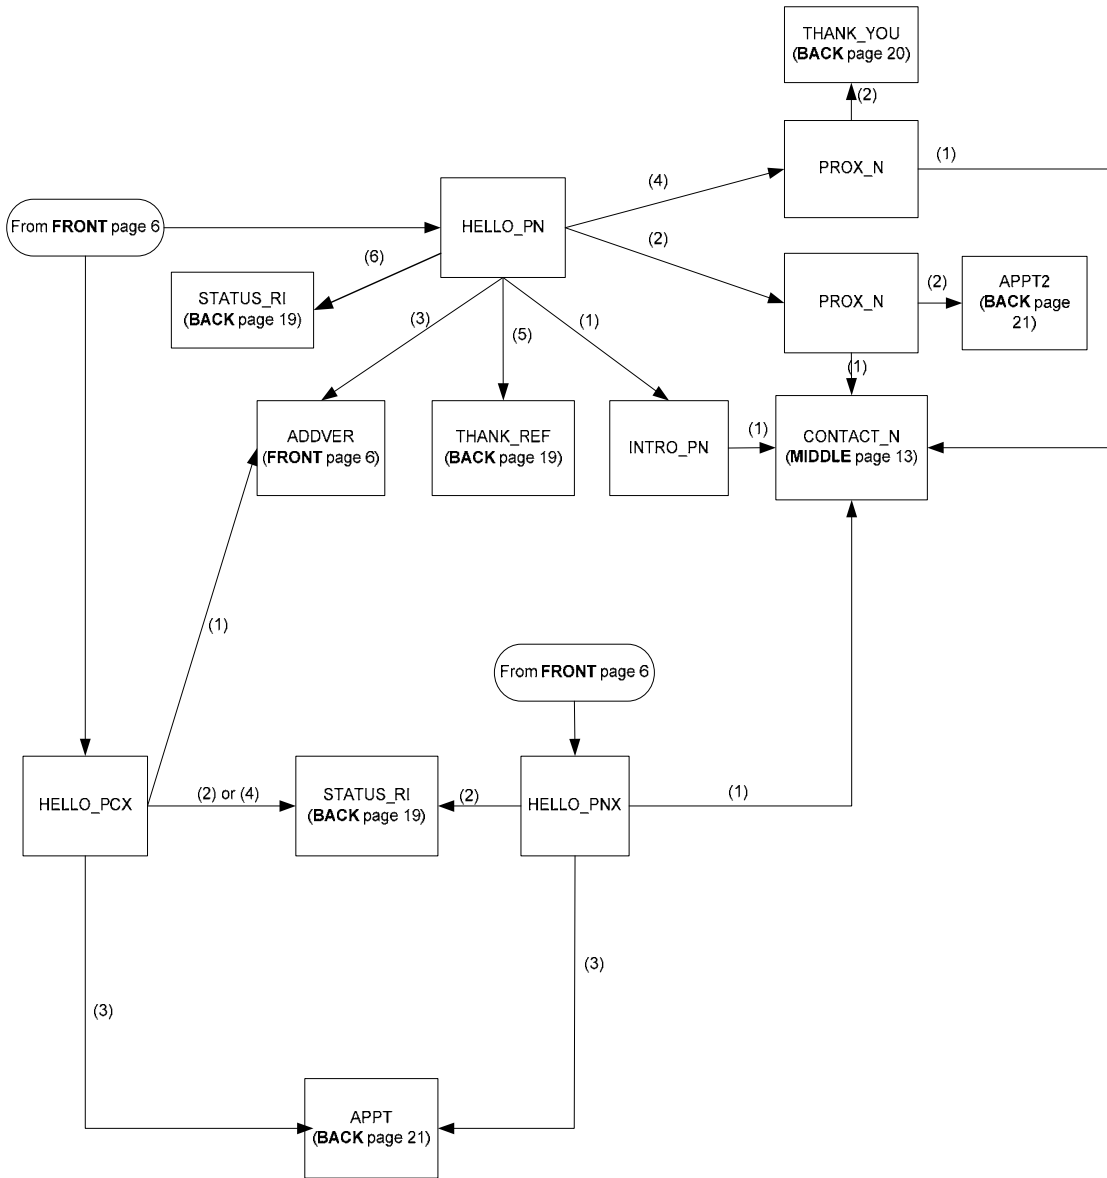 THANK_YOU
(BACK page 20)
(2)
PROX_N
(1)
(4)
From FRONT page 6
HELLO_PN
(2)
(6)
STATUS_RI
(BACK page 19)
PROX_N
(2)
APPT2
(BACK page
21)
(3)
(5)
(1)
(1)
ADDVER
(FRONT page 6)
THANK_REF
(BACK page 19)
INTRO_PN
(1)
CONTACT_N
(MIDDLE page 13)
(1)
From FRONT page 6
HELLO_PCX
(2) or (4)
STATUS_RI
(BACK page 19)
(2)
HELLO_PNX
(1)
(3)
(3)
APPT
(BACK page 21)